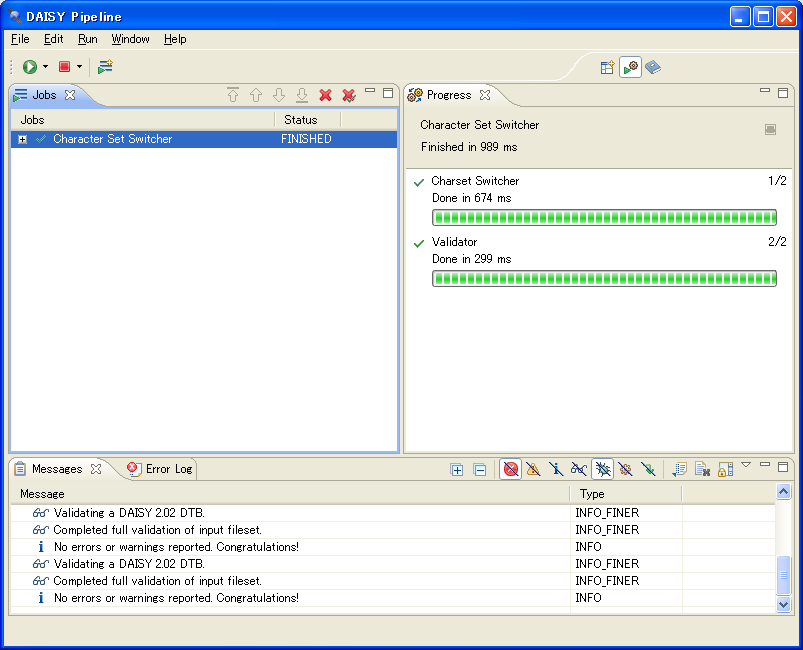 DAISY Pipeline
File Edit Run Window Help
Jobs
Jobs Status
Character Set Switcher FINISHED
Progress
Character Set Switcher
Finished in 989 ms
Charset Switcher 1/2
Done in 674 ms
Validator 2/2
Done in 299 ms
Messages Error Log
Message Type
Validating a DAISY 2.02 DTB. INFO_FINER
Completed full validation of input fileset. INFO_FINER
No errors or warnings reported. Congratulations! INFO
Validating a DAISY 2.02 DTB. INFO_FINER
Completed full validation of input fileset. INFO_FINER
No errors or warnings reported. Congratulations! INFO